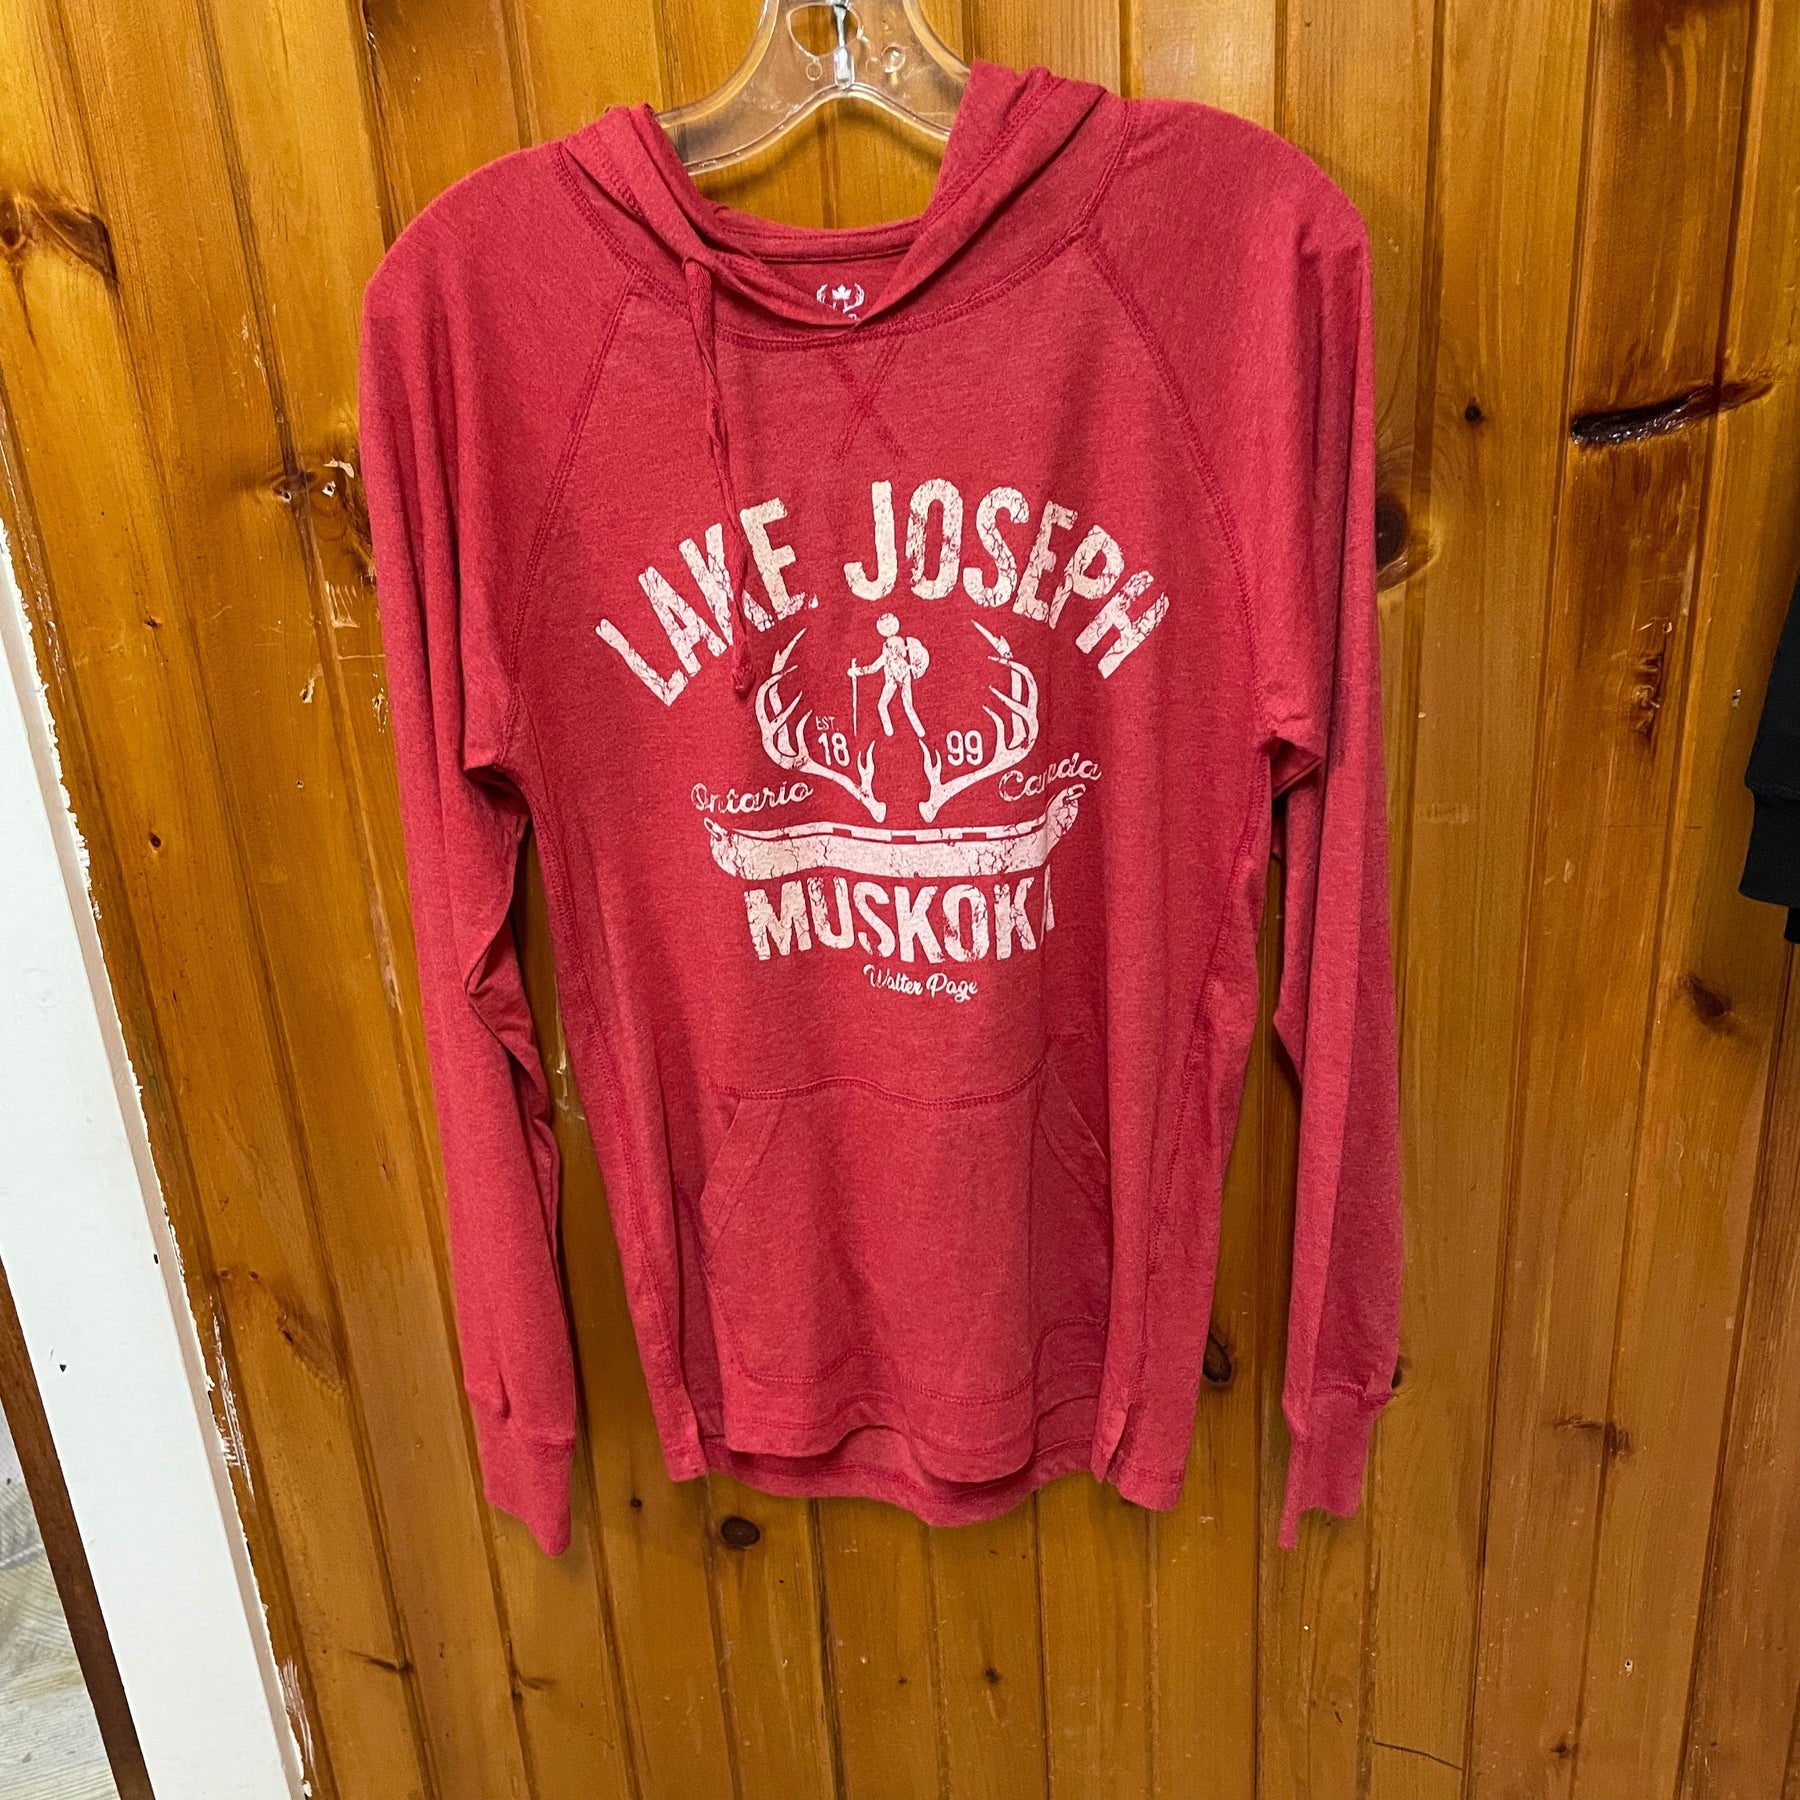 LAKE JOSEPH
EST.
18 99
Ontario Canada
MUSKOKA
Walter Page